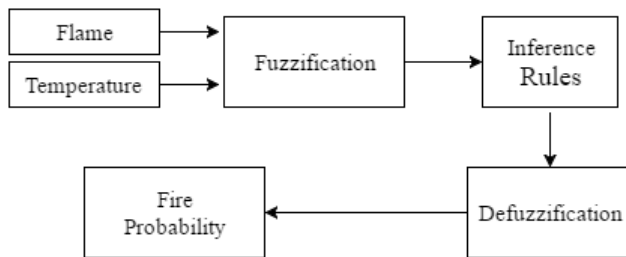 Flame
Temperature
Fuzzification
Inference
Rules
Defuzzification
Fire
Probability